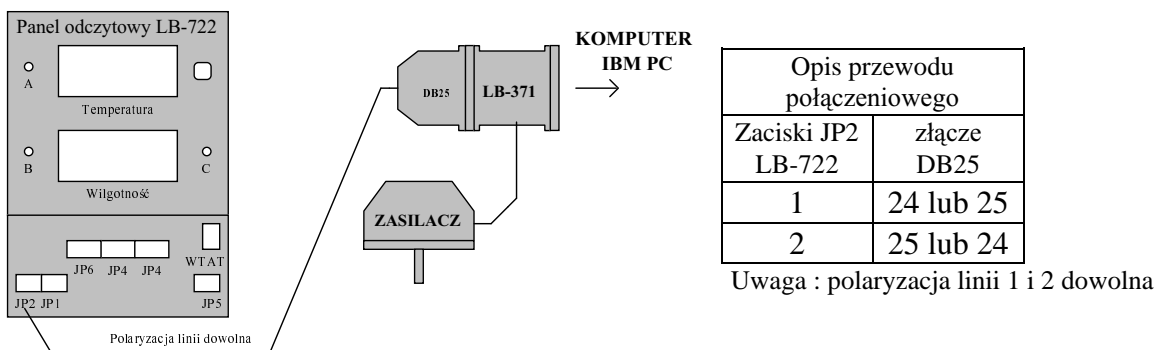 Panel odczytowy LB-722
A
Temperatura
B
C
Wilgotność
WTAT
JP6 JP4 JP4
JP2 JP1
JP5
Polaryzacja linii dowolna
DB25
LB-371
KOMPUTER
IBM PC
ZASILACZ
Opis przewodu
połączeniowego
Zaciski JP2 złącze
LB-722 DB25
1 24 lub 25
2 25 lub 24
Uwaga : polaryzacja linii 1 i 2 dowolna